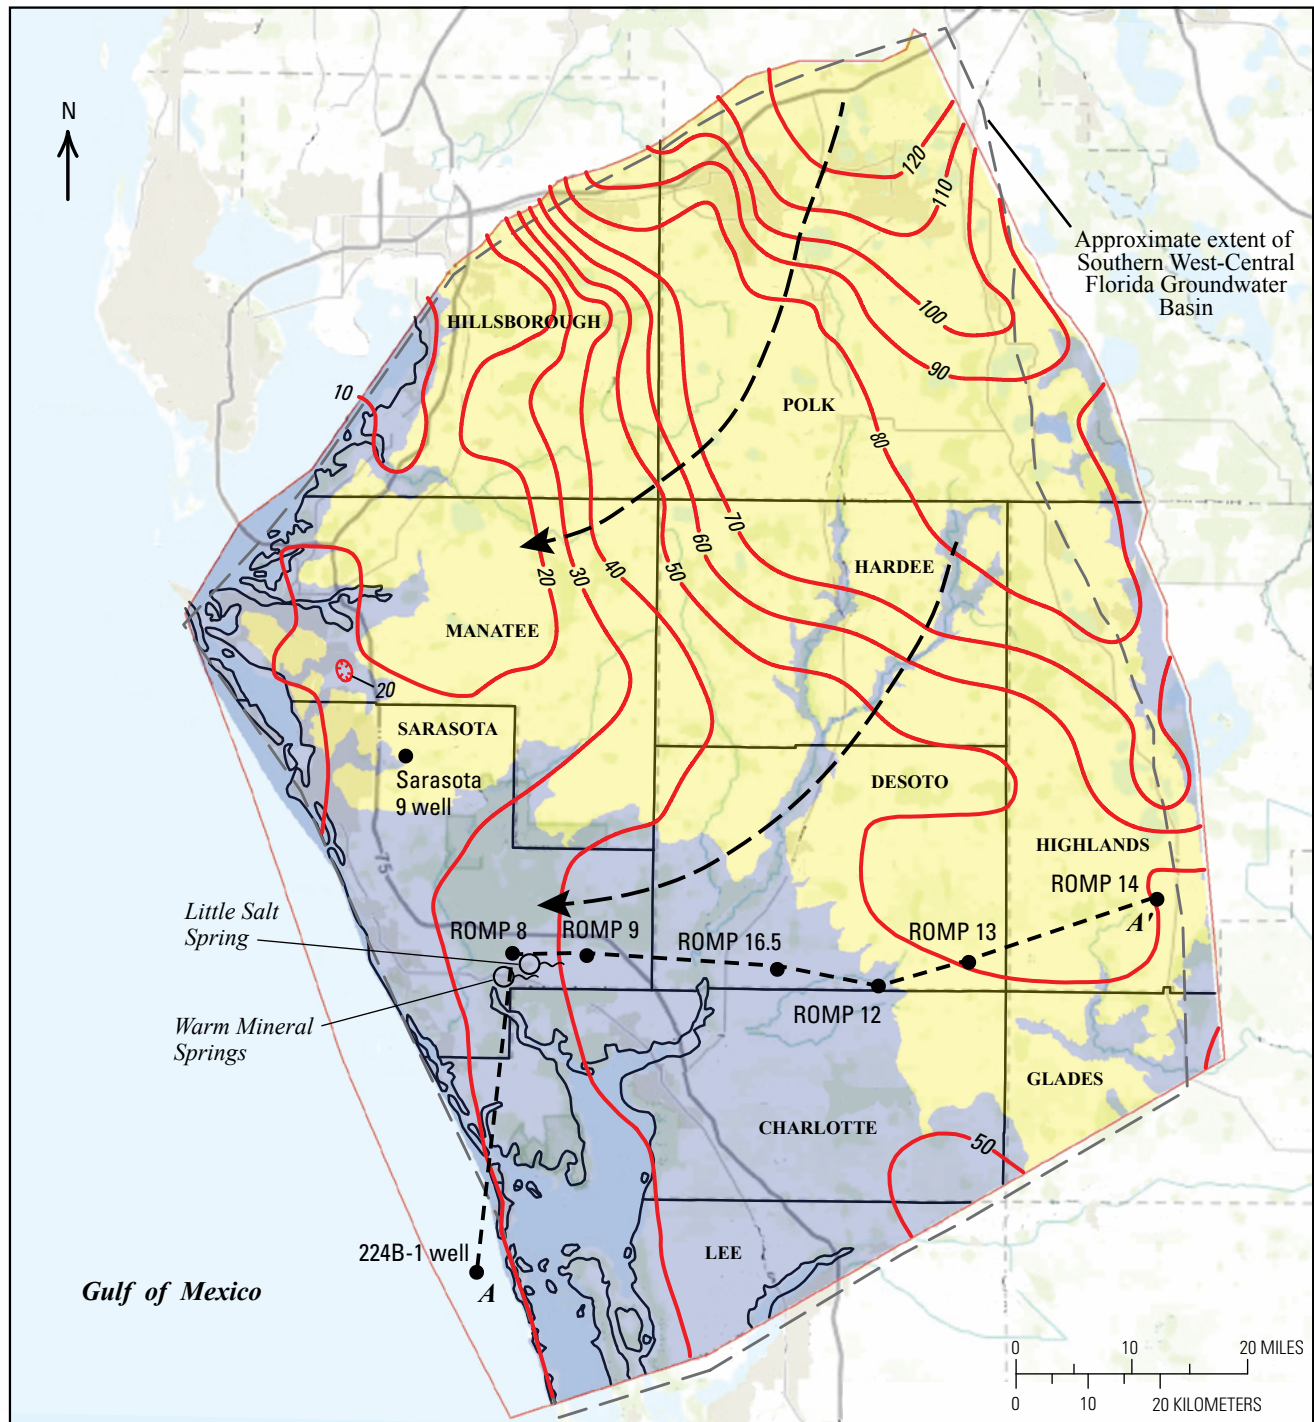 N
120
110
Approximate extent of
Southern West-Central
Florida Groundwater
Basin
100
HILLSBOROUGH
90
10
POLK
80
70
60
50
40
30
20
HARDEE
MANATEE
20
SARASOTA
Sarasota
9 well
DESOTO
75
HIGHLANDS
ROMP 14
A'
Little Salt
Spring
ROMP 8
ROMP 9
ROMP 16.5
ROMP 13
ROMP 12
Warm Mineral
Springs
GLADES
CHARLOTTE
50
224B-1 well
A
LEE
Gulf of Mexico
0 10 20 MILES
0 10 20 KILOMETERS